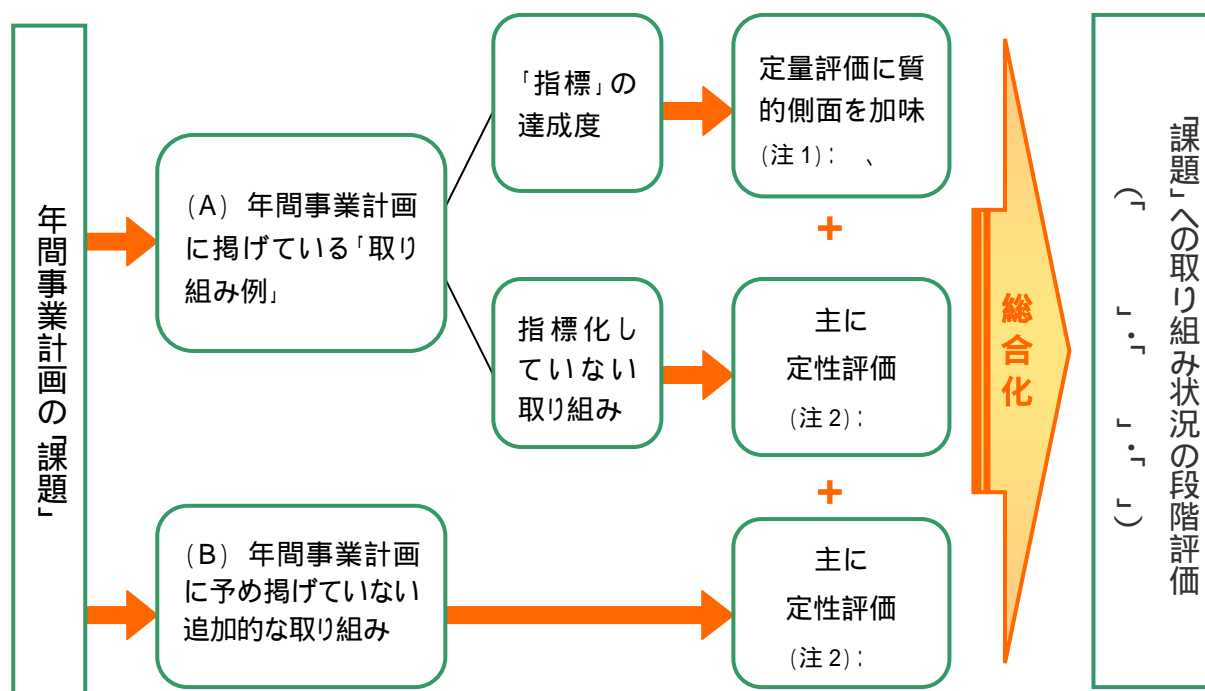 年間事業計画の「課題」
(A) 年間事業計画
に掲げている「取り
組み例」
「指標」の
達成度
定量評価に質
的側面を加味
(注1): 、
+
指標化し
ていない
取り組み
主に
定性評価
(注2):
+
(B) 年間事業計画
に予め掲げていない
追加的な取り組み
主に
定性評価
(注2):
総合化
「課題」への取り組み状況の段階評価
(「 」・「 」・「 」)